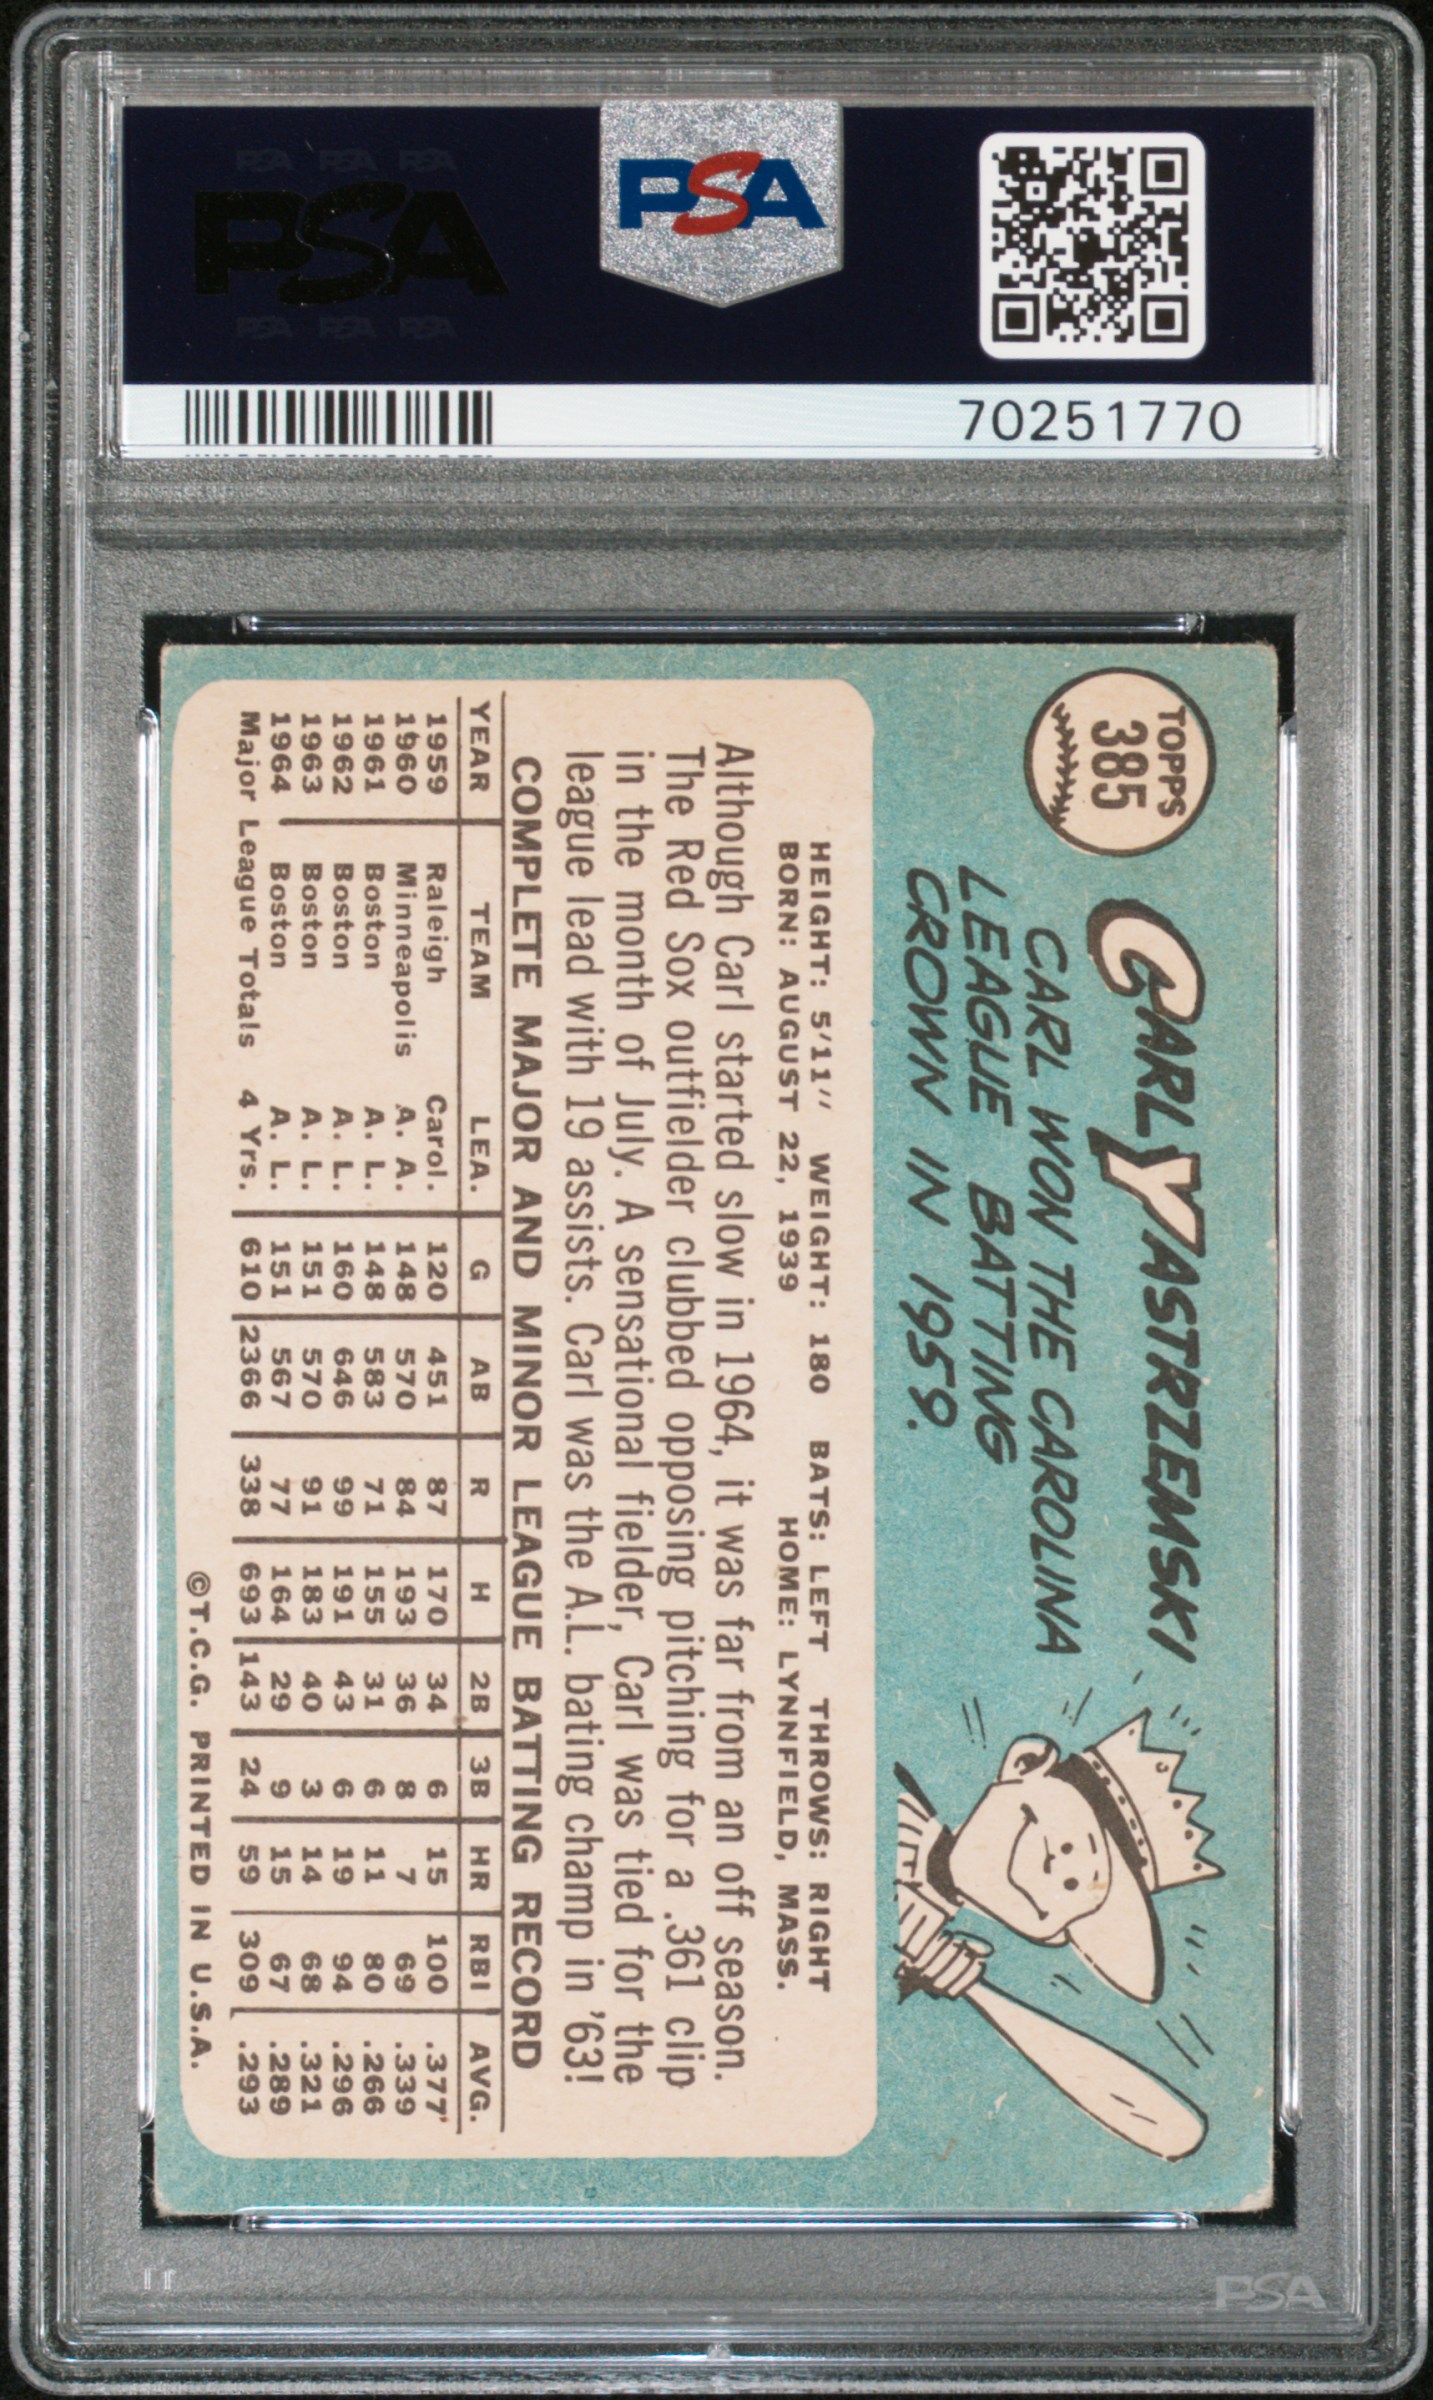 PSA PSA PSA
PSA
PSA PSA PSA
PSA
70251770
TOPPS
385
CARL YASTRZEMSKI
CARL WON THE CAROLINA
LEAGUE BATTING
CROWN IN 1959.
HEIGHT: 5'11" WEIGHT: 180 BATS: LEFT THROWS: RIGHT
BORN: AUGUST 22, 1939 HOME: LYNNFIELD, MASS.
Although Carl started slow in 1964, it was far from an off season.
The Red Sox outfielder clubbed opposing pitching for a .361 clip
in the month of July. A sensational fielder, Carl was tied for the
league lead with 19 assists. Carl was the A.L. bating champ in '63!
COMPLETE MAJOR AND MINOR LEAGUE BATTING RECORD
YEAR TEAM LEA. G AB R H 2B 3B HR RBI AVG.
1959 Raleigh Carol. 120 451 87 170 34 6 15 100 .377
1960 Minneapolis A. A. 148 570 84 193 36 8 7 69 .339
1961 Boston A. L. 148 583 71 155 31 6 11 80 .266
1962 Boston A. L. 160 646 99 191 43 6 19 94 .296
1963 Boston A. L. 151 570 91 183 40 3 14 68 .321
1964 Boston A. L. 151 567 77 164 29 9 15 67 .289
Major League Totals 4 Yrs. 610 2366 338 693 143 24 59 309 .293
©T.C.G. PRINTED IN U.S.A.
PSA